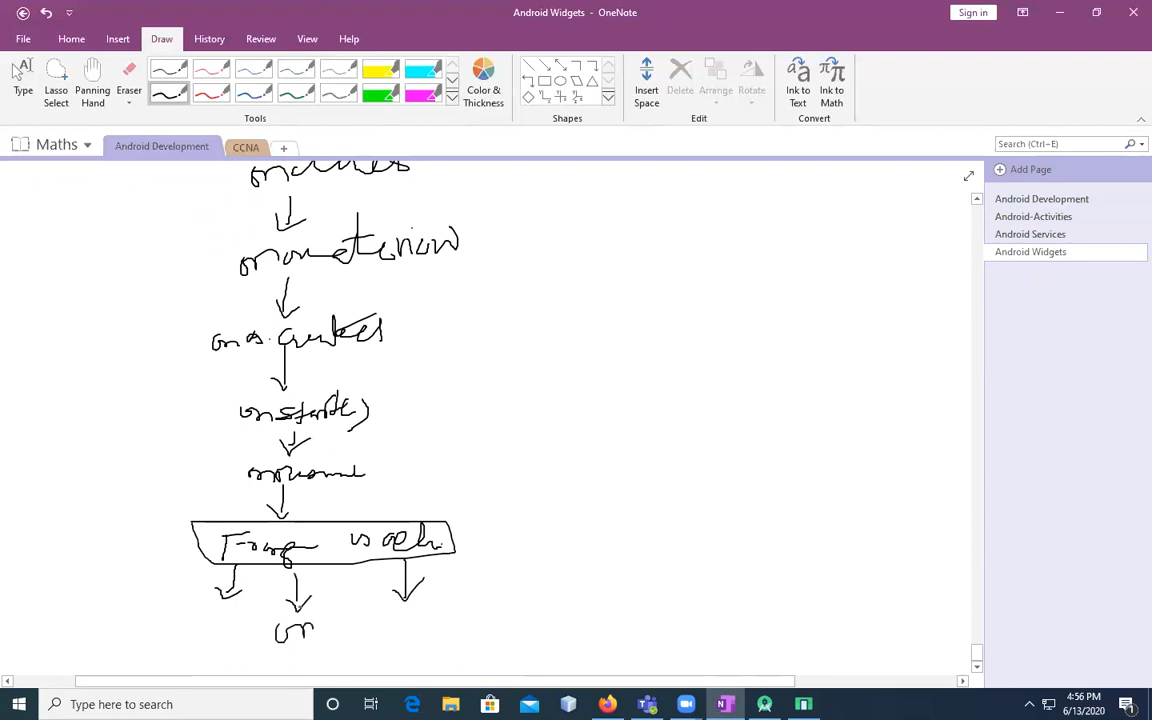 Android Widgets - OneNote
Sign in
File Home Insert Draw History Review View Help
Type Lasso Select Panning Hand Eraser Color & Thickness Insert Space Delete Arrange Rotate Ink to Text Ink to Math
Tools Shapes Edit Convert
Maths Android Development CCNA Search (Ctrl+E)
Add Page
Android Development
Android-Activities
Android Services
Android Widgets
Frag is
on
Type here to search
4:56 PM
6/13/2020